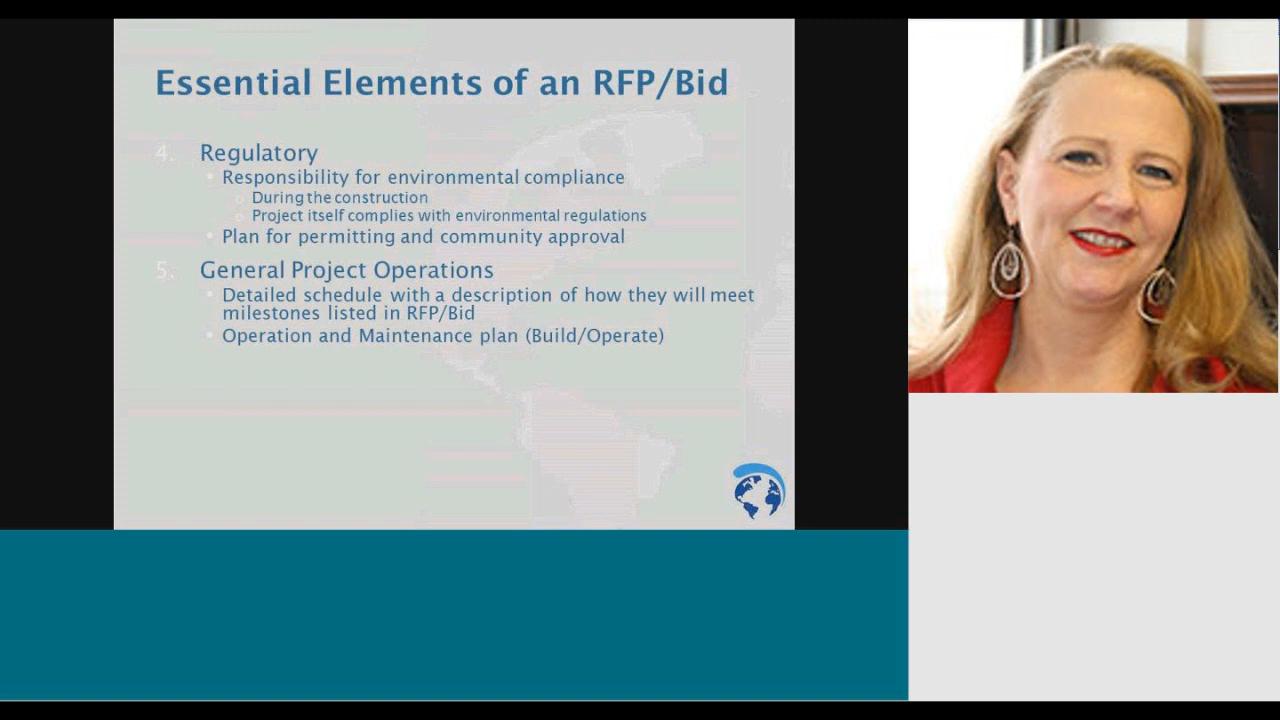 Essential Elements of an RFP/Bid
4. Regulatory
Responsibility for environmental compliance
During the construction
Project itself complies with environmental regulations
Plan for permitting and community approval
5. General Project Operations
Detailed schedule with a description of how they will meet
milestones listed in RFP/Bid
Operation and Maintenance plan (Build/Operate)